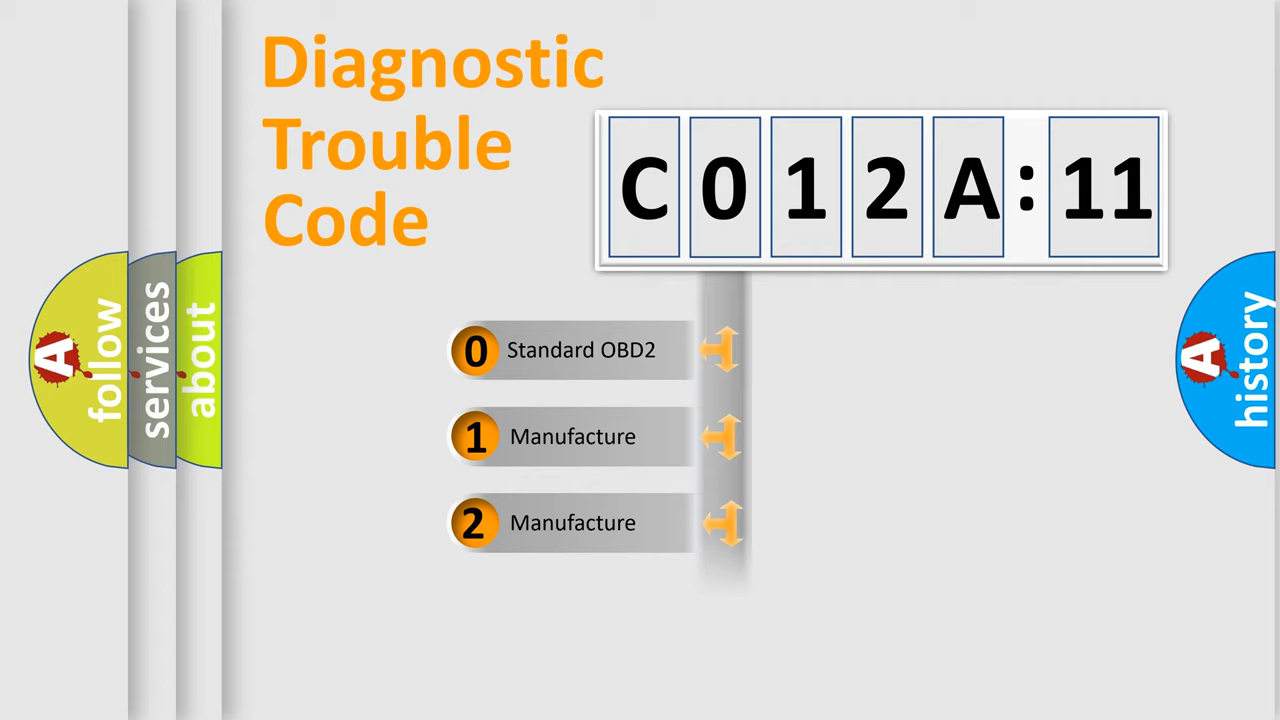 Diagnostic
Trouble
Code
C 0 1 2 A : 11
0 Standard OBD2
1 Manufacture
2 Manufacture
A follow
services
about
A history